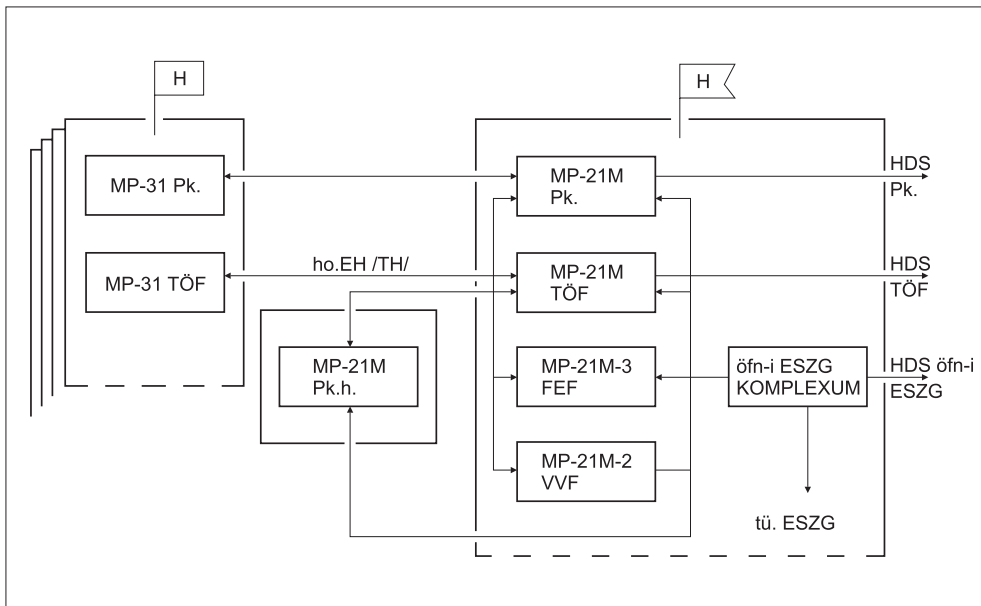 H
H
MP-31 Pk.
MP-21M
Pk.
HDS
Pk.
MP-31 TÖF
ho.EH /TH/
MP-21M
TÖF
HDS
TÖF
MP-21M
Pk.h.
MP-21M-3
FEF
öfn-i ESZG
KOMPLEXUM
HDS öfn-i
ESZG
MP-21M-2
VVF
tü. ESZG